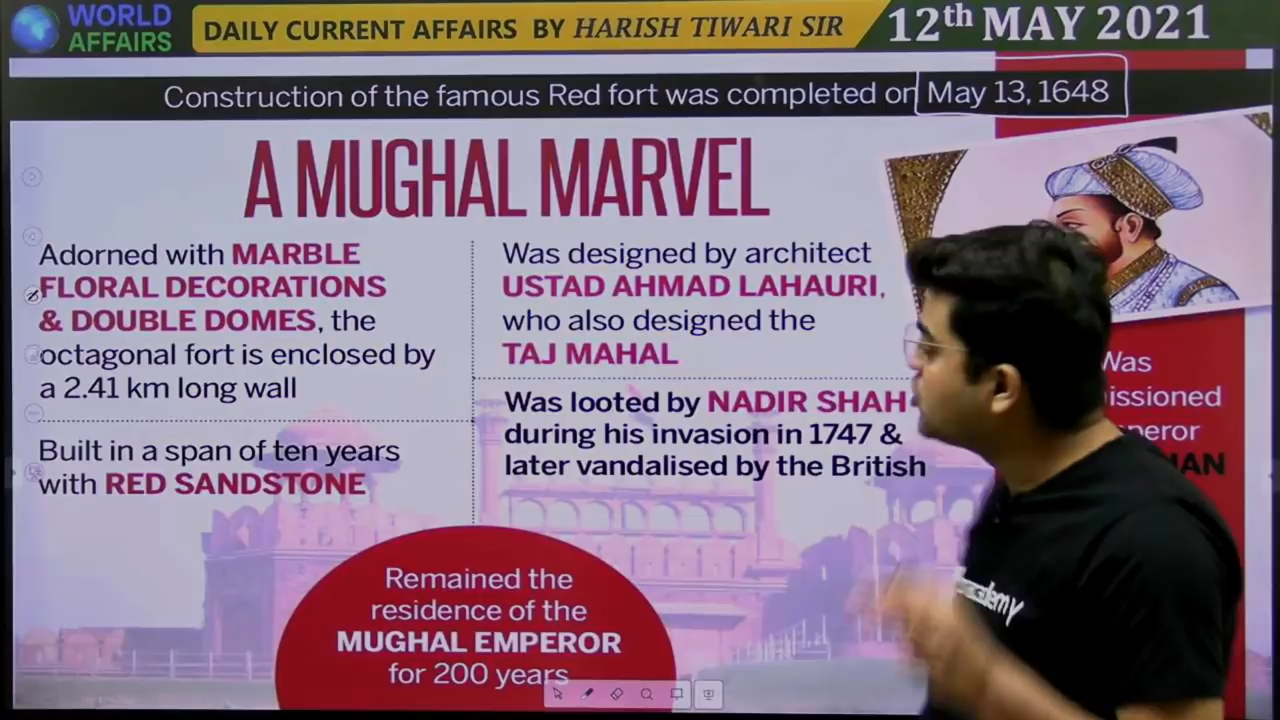 WORLD
AFFAIRS
DAILY CURRENT AFFAIRS BY HARISH TIWARI SIR
12th MAY 2021
Construction of the famous Red fort was completed on May 13, 1648
A MUGHAL MARVEL
Adorned with MARBLE
FLORAL DECORATIONS
& DOUBLE DOMES, the
octagonal fort is enclosed by
a 2.41 km long wall
Built in a span of ten years
with RED SANDSTONE
Was designed by architect
USTAD AHMAD LAHAURI,
who also designed the
TAJ MAHAL
Was looted by NADIR SHAH
during his invasion in 1747 &
later vandalised by the British
Remained the
residence of the
MUGHAL EMPEROR
for 200 years
Was